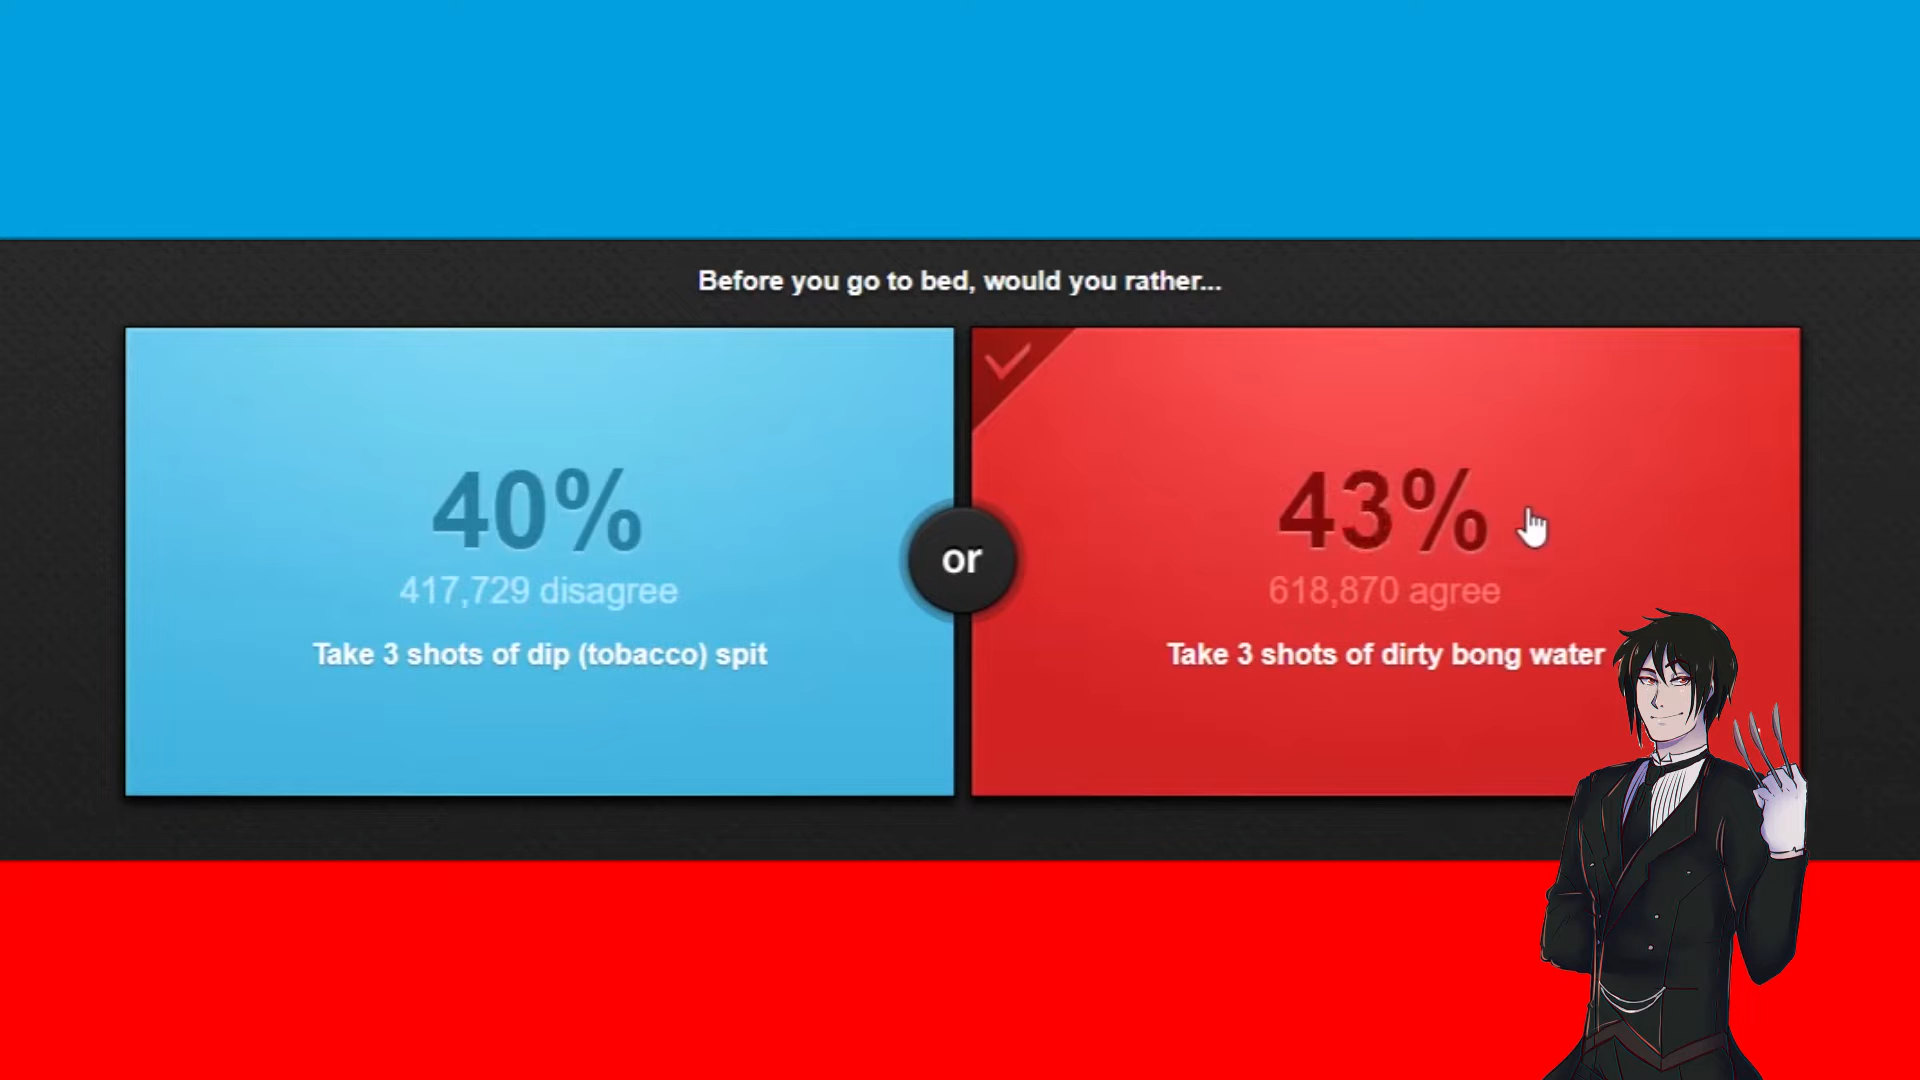 Before you go to bed, would you rather...
40%
417,729 disagree
Take 3 shots of dip (tobacco) spit
or
43%
618,870 agree
Take 3 shots of dirty bong water